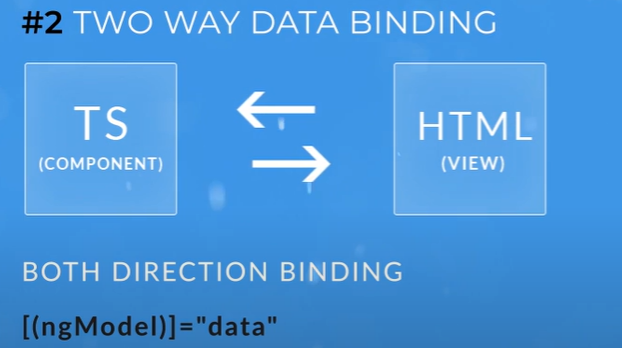 #2 TWO WAY DATA BINDING
TS
(COMPONENT)
HTML
(VIEW)
BOTH DIRECTION BINDING
[(ngModel)]="data"